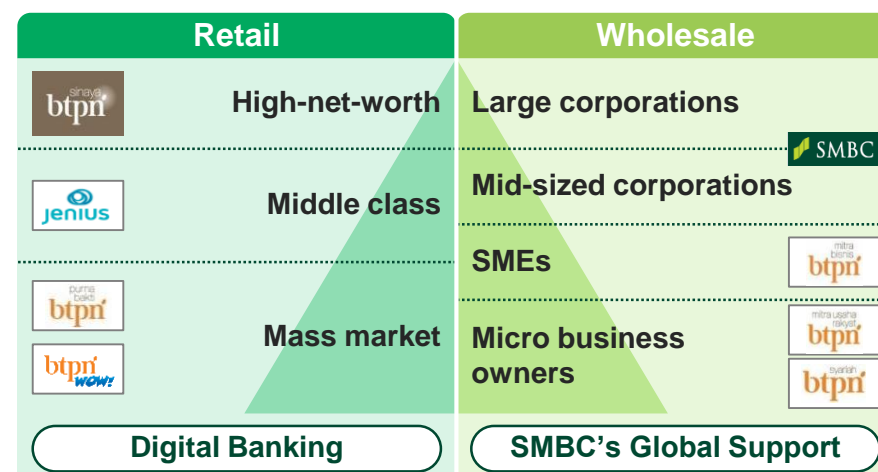 Retail
Wholesale
sinaya
btpn
High-net-worth
Large corporations
SMBC
jenius
Middle class
Mid-sized corporations
SMEs
mitra
bisnis
btpn
purna
bakti
btpn
Mass market
btpn
wow!
Micro business
owners
mitra usaha
rakyat
btpn
syariah
btpn
Digital Banking
SMBC's Global Support